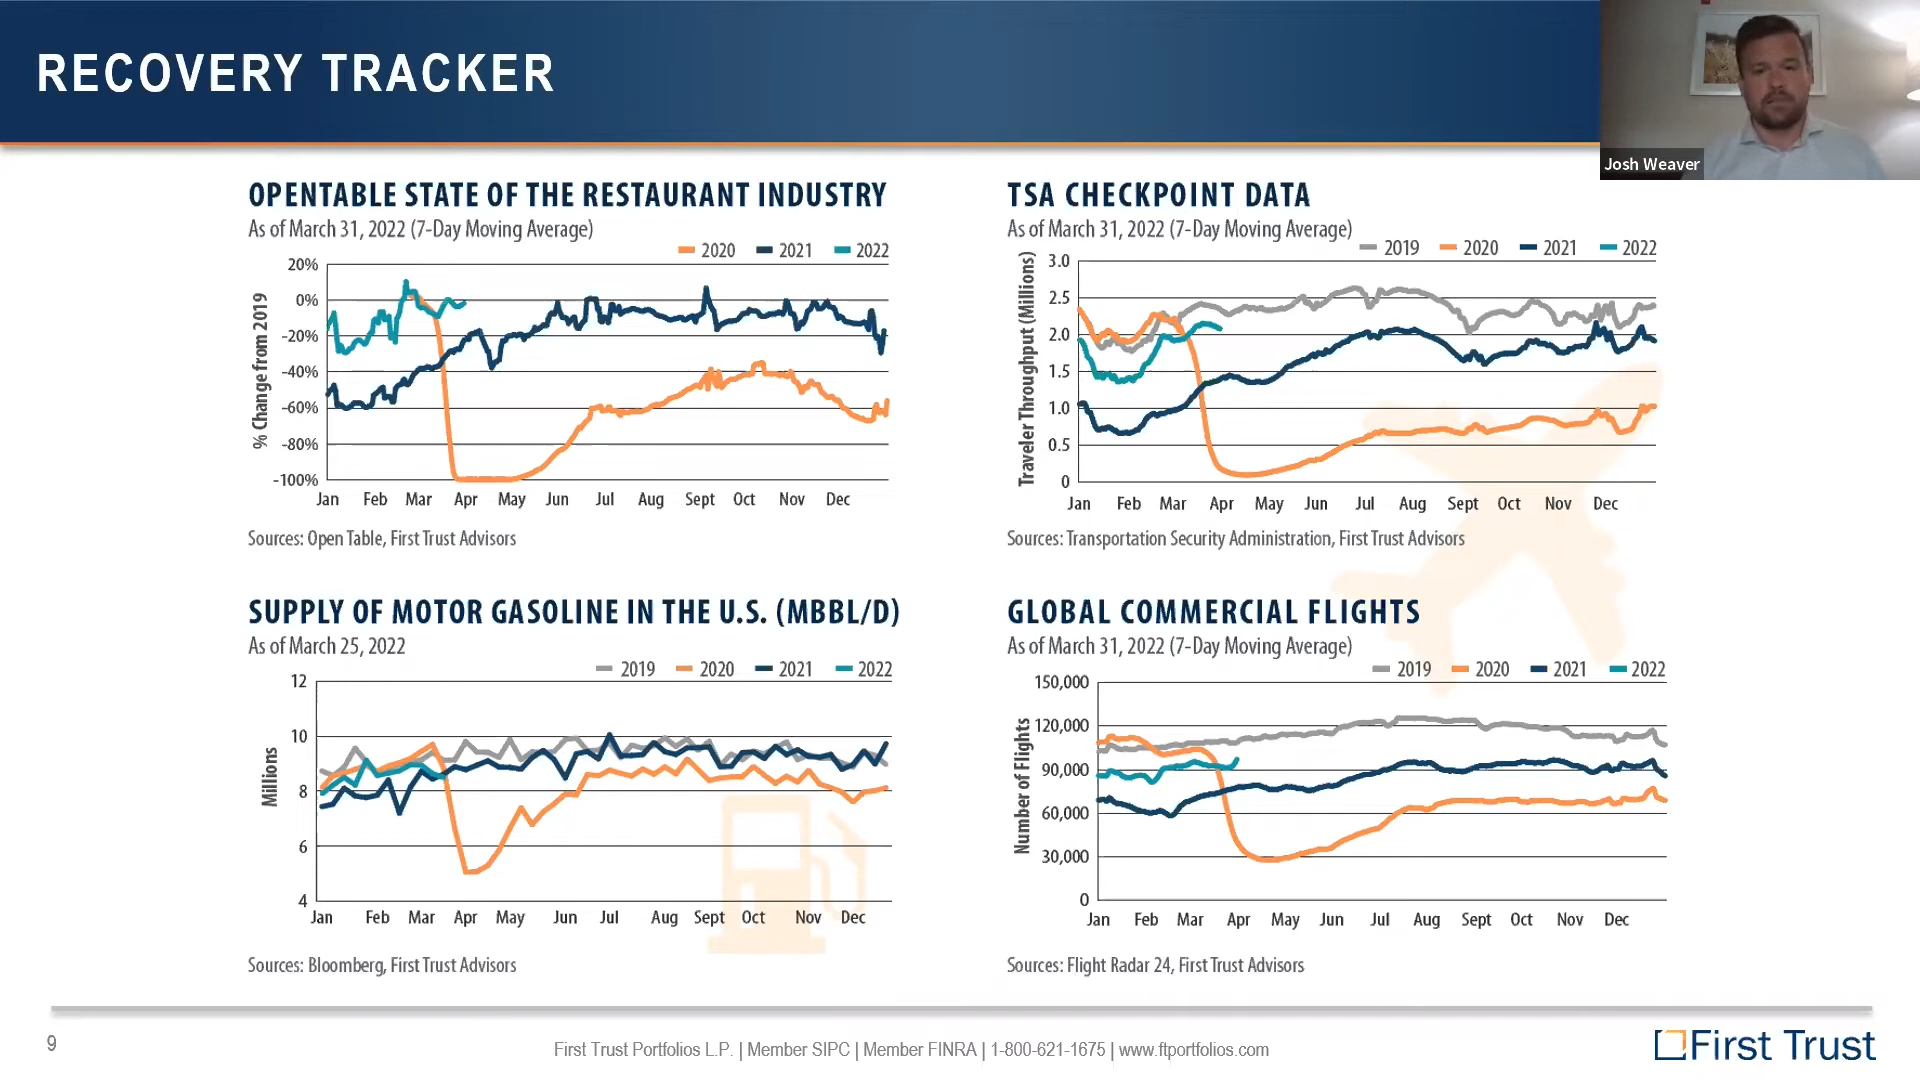 RECOVERY TRACKER
Josh Weaver
OPENTABLE STATE OF THE RESTAURANT INDUSTRY
As of March 31, 2022 (7-Day Moving Average)
2020 2021 2022
% Change from 2019
20%
0%
-20%
-40%
-60%
-80%
-100%
Jan Feb Mar Apr May Jun Jul Aug Sept Oct Nov Dec
Sources: Open Table, First Trust Advisors
TSA CHECKPOINT DATA
As of March 31, 2022 (7-Day Moving Average)
2019 2020 2021 2022
Traveler Throughput (Millions)
3.0
2.5
2.0
1.5
1.0
0.5
0
Jan Feb Mar Apr May Jun Jul Aug Sept Oct Nov Dec
Sources: Transportation Security Administration, First Trust Advisors
SUPPLY OF MOTOR GASOLINE IN THE U.S. (MBBL/D)
As of March 25, 2022
2019 2020 2021 2022
Millions
12
10
8
6
4
Jan Feb Mar Apr May Jun Jul Aug Sept Oct Nov Dec
Sources: Bloomberg, First Trust Advisors
GLOBAL COMMERCIAL FLIGHTS
As of March 31, 2022 (7-Day Moving Average)
2019 2020 2021 2022
Number of Flights
150,000
120,000
90,000
60,000
30,000
0
Jan Feb Mar Apr May Jun Jul Aug Sept Oct Nov Dec
Sources: Flight Radar 24, First Trust Advisors
9
First Trust Portfolios L.P. | Member SIPC | Member FINRA | 1-800-621-1675 | www.ftportfolios.com
First Trust